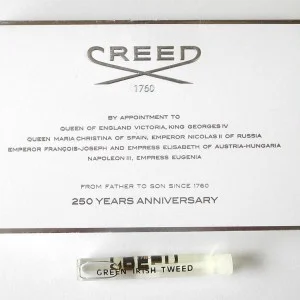 CREED
1760
BY APPOINTMENT TO
QUEEN OF ENGLAND VICTORIA, KING GEORGES IV
QUEEN MARIA CHRISTINA OF SPAIN, EMPEROR NICOLAS II OF RUSSIA
EMPEROR FRANÇOIS-JOSEPH AND EMPRESS ELISABETH OF AUSTRIA-HUNGARIA
NAPOLEON III, EMPRESS EUGENIA
FROM FATHER TO SON SINCE 1760
250 YEARS ANNIVERSARY
CREED
GREEN IRISH TWEED